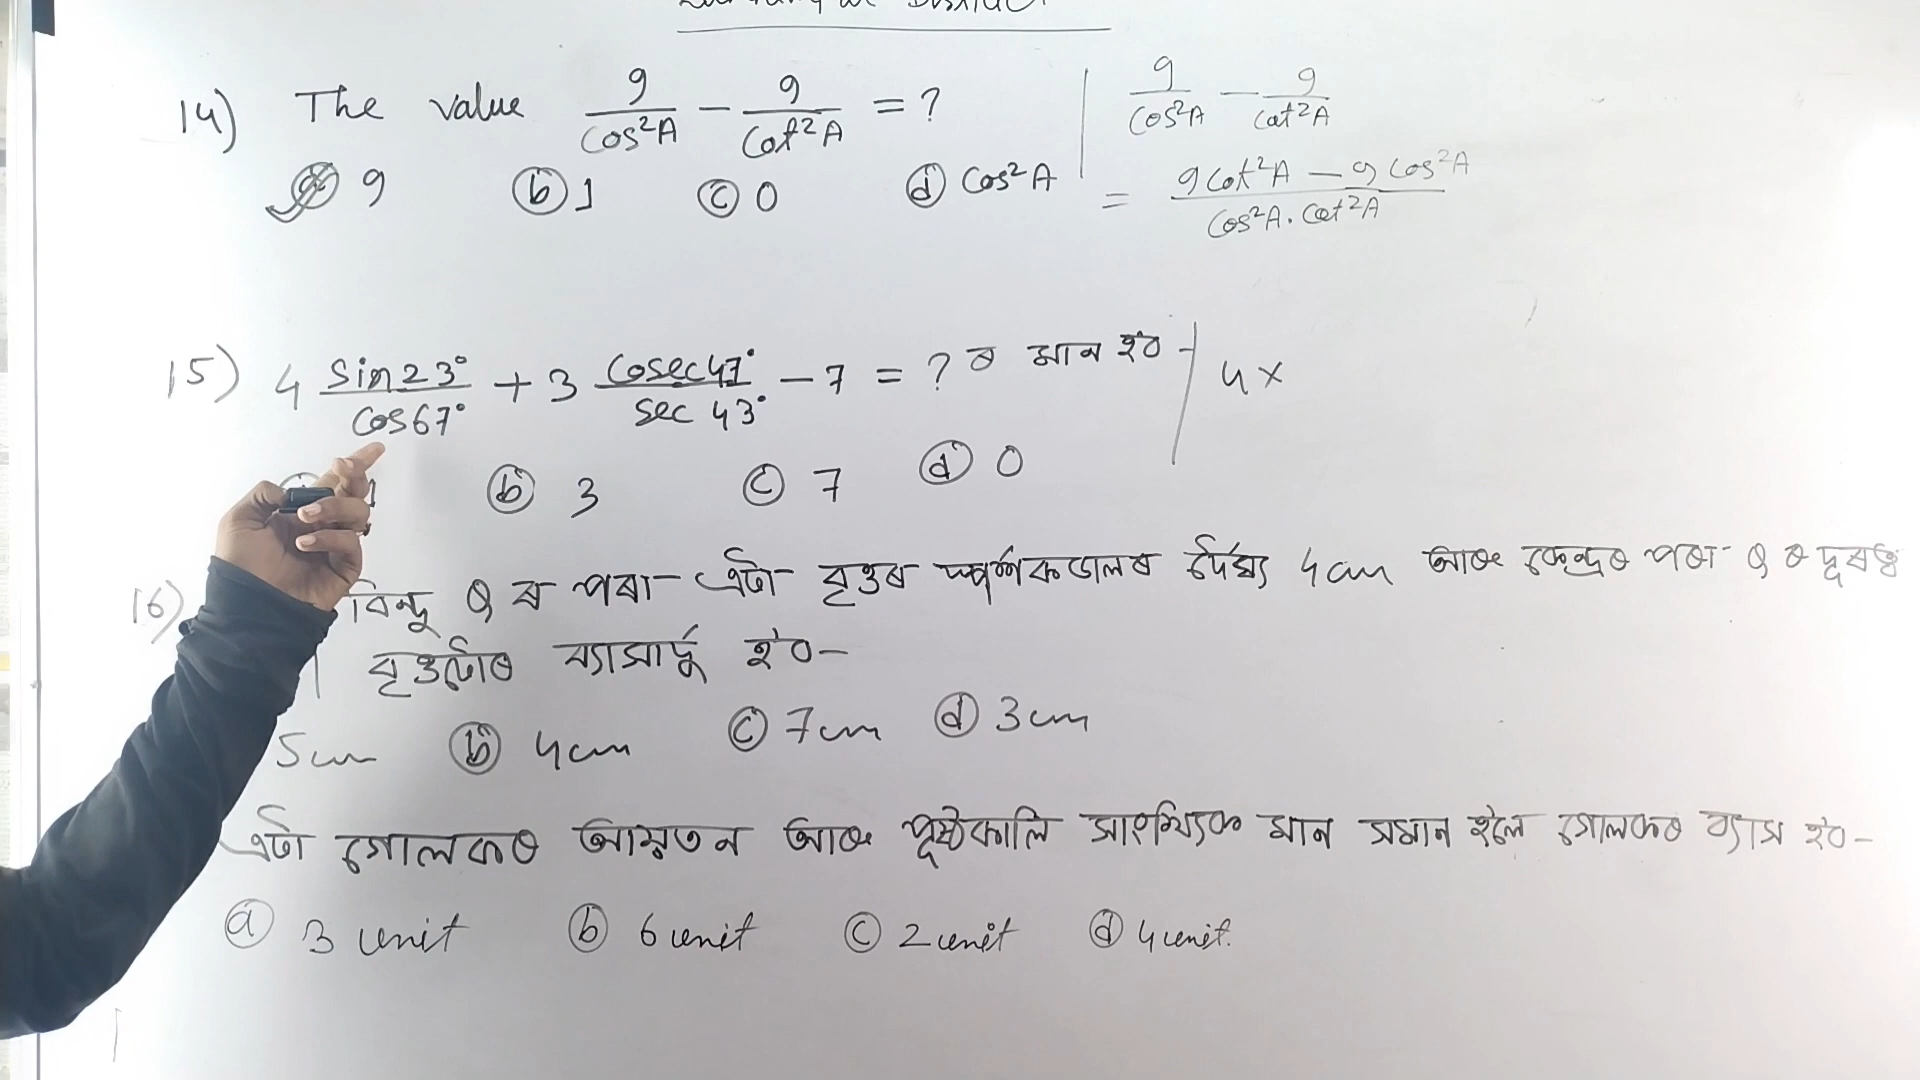 14) The value 9/cos²A − 9/cot²A = ?
ⓐ 9 ⓑ 1 ⓒ 0 ⓓ cos²A
9/cos²A − 9/cot²A
= 9cot²A − 9cos²A / cos²A . cot²A
15) 4 sin23°/cos67° + 3 cosec47°/sec43° − 7 = ? ৰ মান হ'ব -
4 ×
1 ⓑ 3 ⓒ 7 ⓓ 0
16) বিন্দু Q ৰ পৰা এটা বৃত্তৰ স্পৰ্শকডালৰ দৈৰ্ঘ্য 4cm আৰু কেন্দ্ৰৰ পৰা Q ৰ দূৰত্ব
বৃত্তটোৰ ব্যাসাৰ্দ্ধ হ'ব-
5cm ⓑ 4cm ⓒ 7cm ⓓ 3cm
এটা গোলকৰ আয়তন আৰু পৃষ্ঠকালি সাংখ্যিক মান সমান হ'লে গোলকৰ ব্যাস হ'ব-
ⓐ 3 unit ⓑ 6 unit ⓒ 2 unit ⓓ 4 unit.